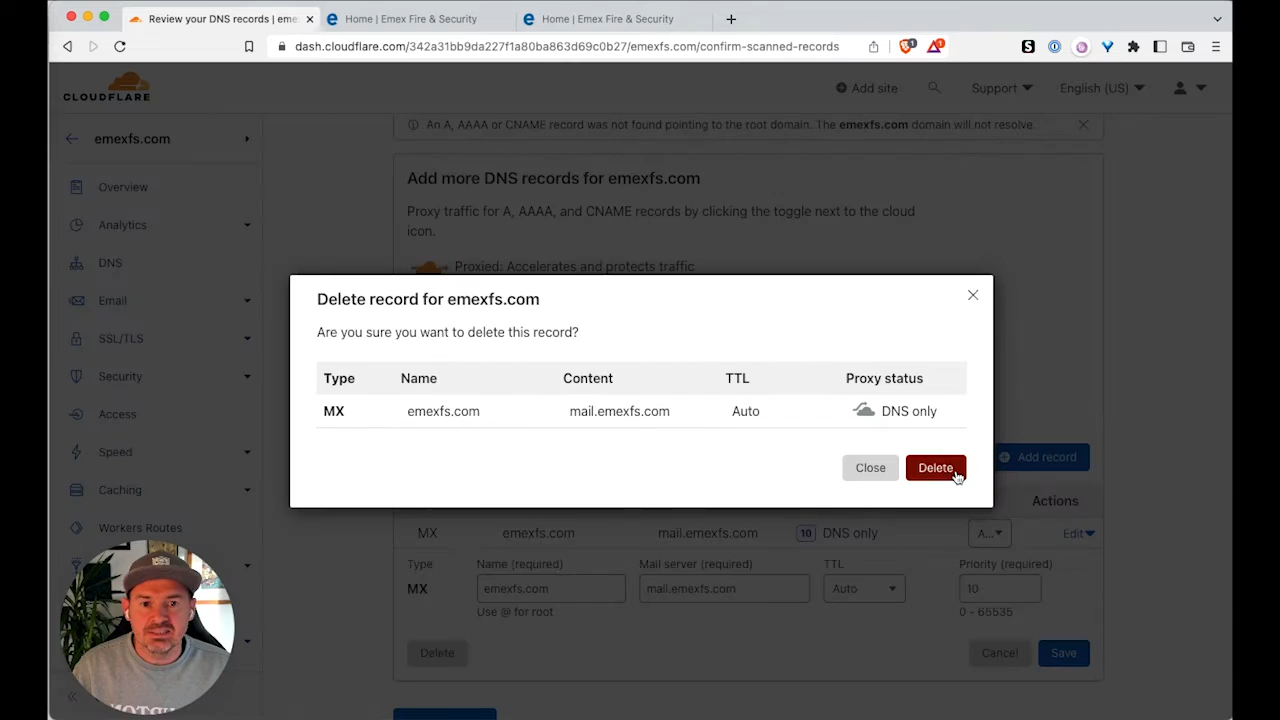 Review your DNS records | emex
Home | Emex Fire & Security
Home | Emex Fire & Security
dash.cloudflare.com/342a31bb9da227f1a80ba863d69c0b27/emexfs.com/confirm-scanned-records
1
1
CLOUDFLARE
Add site
Support
English (US)
emexfs.com
An A, AAAA or CNAME record was not found pointing to the root domain. The emexfs.com domain will not resolve.
Overview
Analytics
DNS
Email
SSL/TLS
Security
Access
Speed
Caching
Workers Routes
Add more DNS records for emexfs.com
Proxy traffic for A, AAAA, and CNAME records by clicking the toggle next to the cloud
icon.
Proxied: Accelerates and protects traffic
Delete record for emexfs.com
Are you sure you want to delete this record?
Type Name Content TTL Proxy status
MX emexfs.com mail.emexfs.com Auto DNS only
Close Delete
Add record
Actions
MX emexfs.com mail.emexfs.com 10 DNS only A... Edit
Type Name (required) Mail server (required) TTL Priority (required)
MX emexfs.com mail.emexfs.com Auto 10
Use @ for root 0 - 65535
Delete Cancel Save